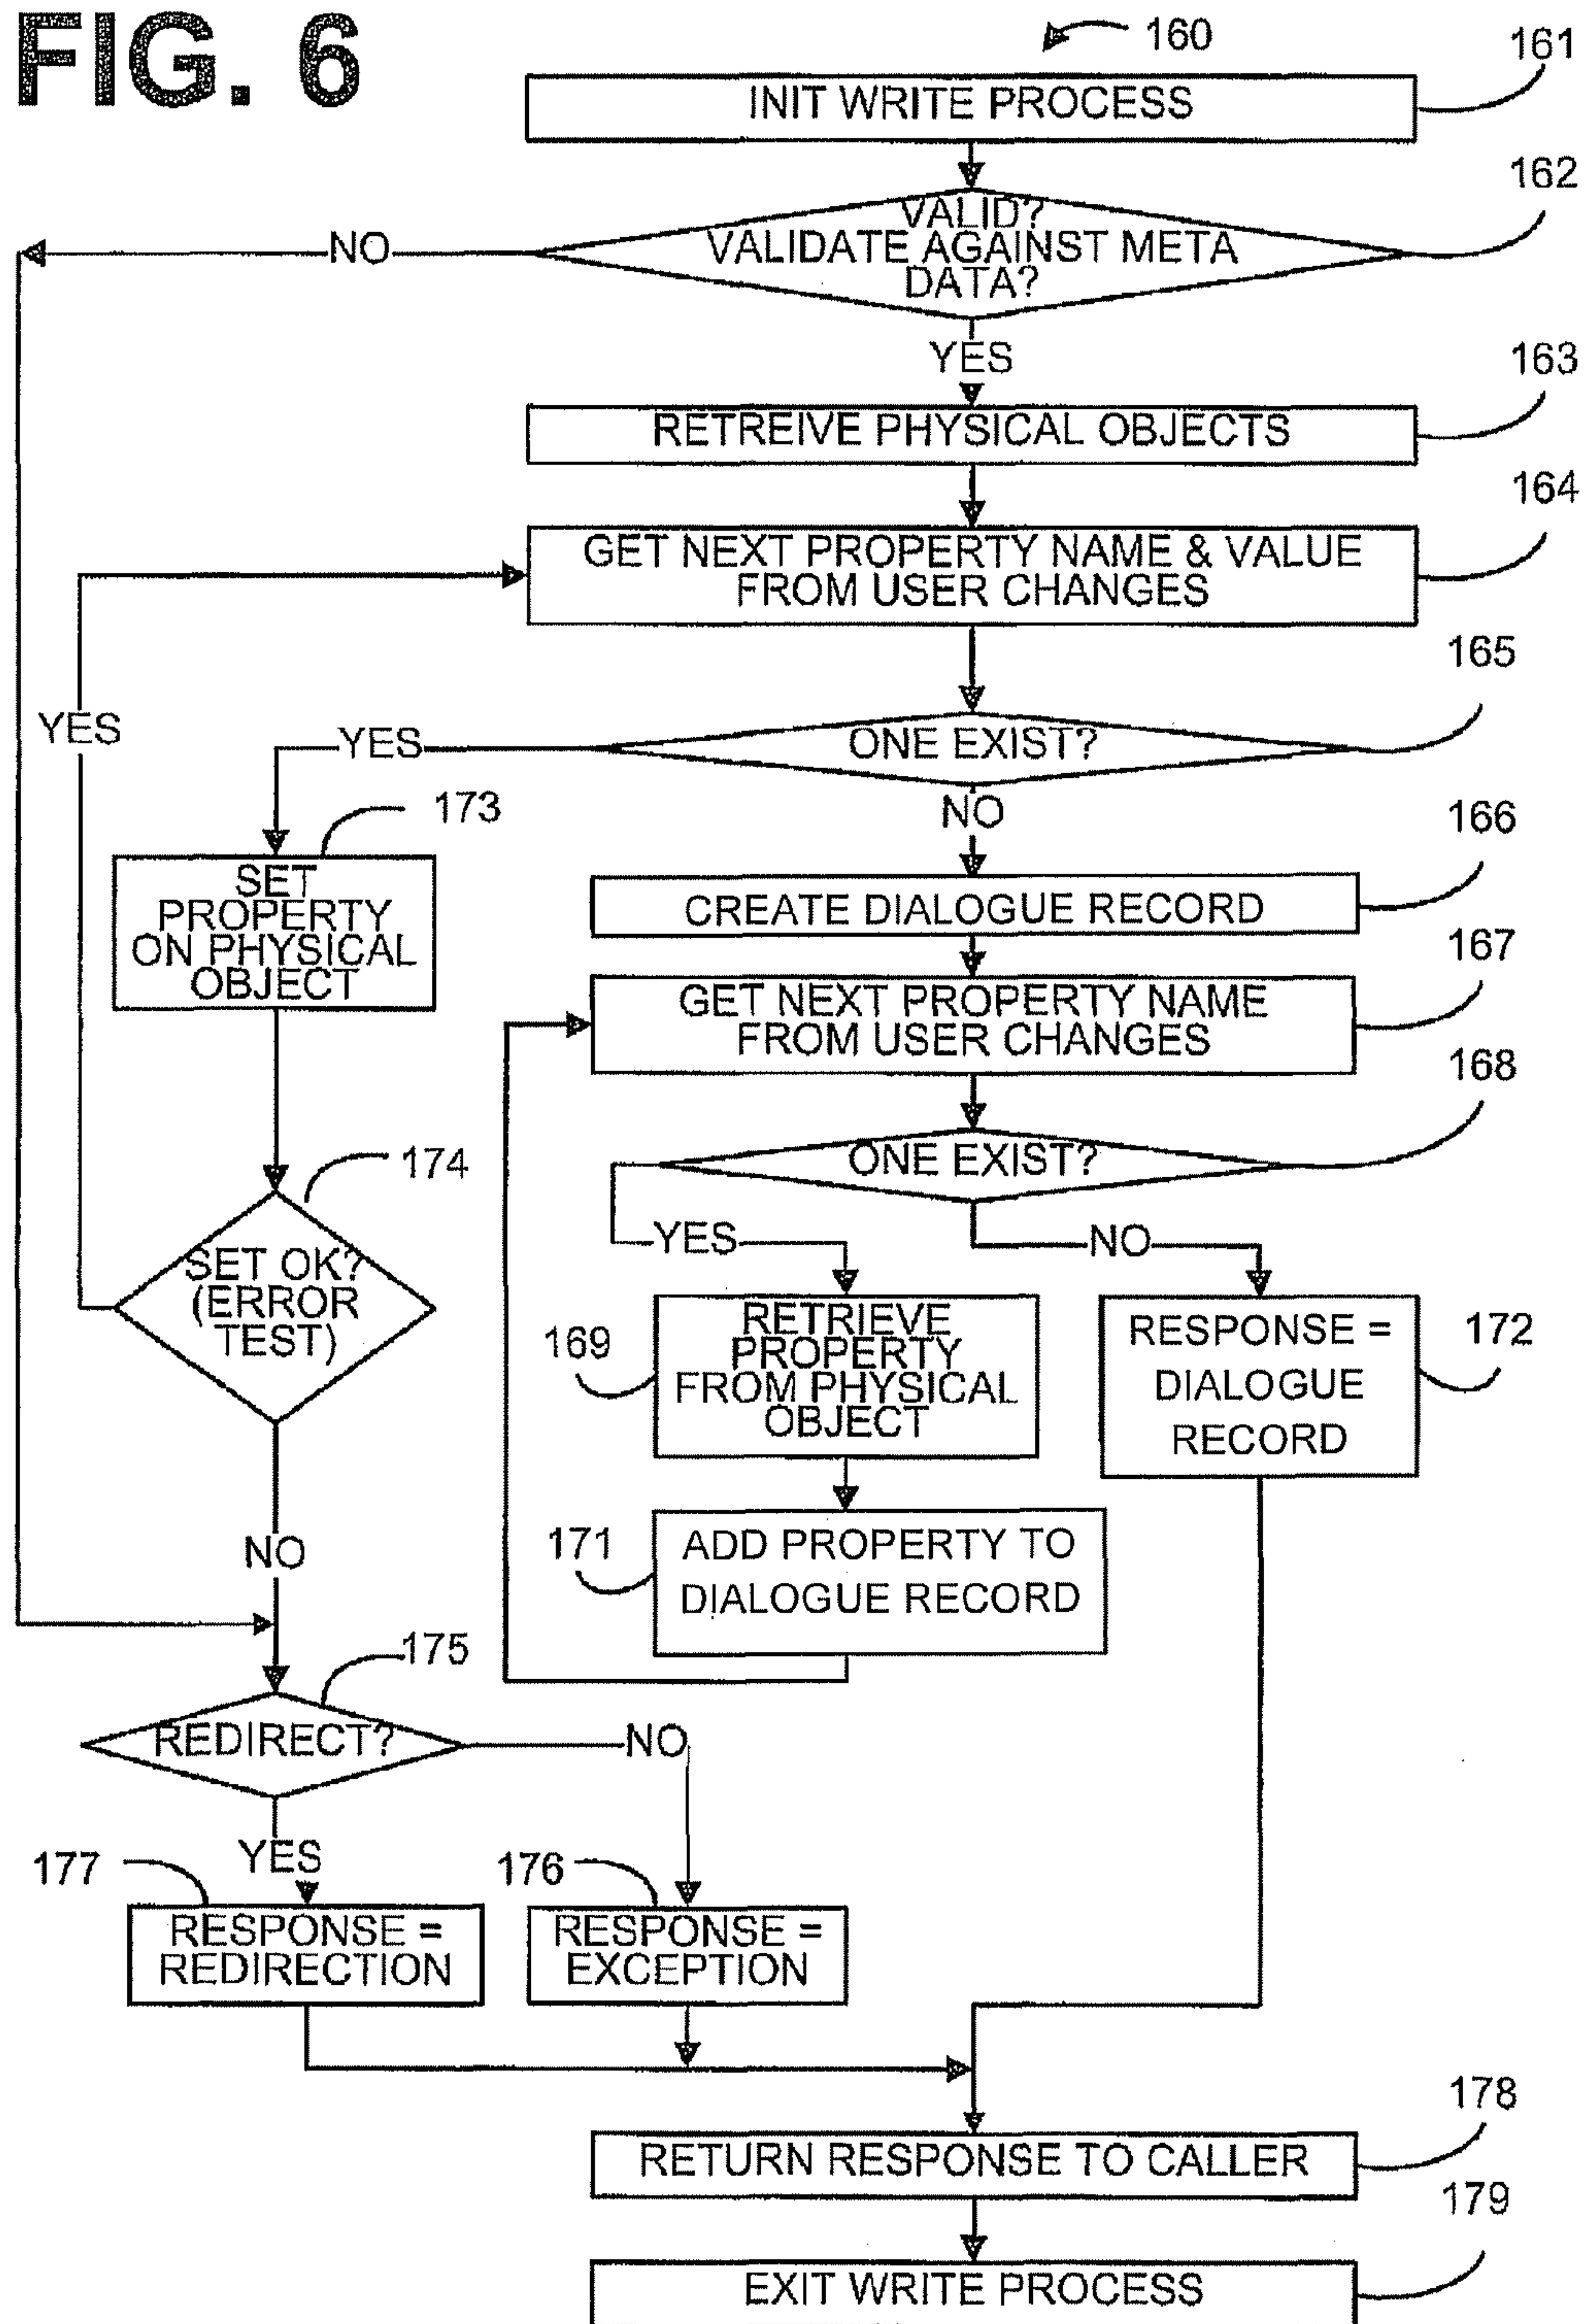 FIG. 6
160
161
INIT WRITE PROCESS
162
VALID?
VALIDATE AGAINST META
DATA?
NO
YES
163
RETREIVE PHYSICAL OBJECTS
164
GET NEXT PROPERTY NAME & VALUE
FROM USER CHANGES
165
YES
YES
ONE EXIST?
NO
173
166
SET
PROPERTY
ON PHYSICAL
OBJECT
CREATE DIALOGUE RECORD
167
GET NEXT PROPERTY NAME
FROM USER CHANGES
168
174
ONE EXIST?
YES
NO
SET OK?
(ERROR
TEST)
169
RETRIEVE
PROPERTY
FROM PHYSICAL
OBJECT
RESPONSE =
DIALOGUE
RECORD
172
NO
171
ADD PROPERTY TO
DIALOGUE RECORD
175
REDIRECT?
NO
YES
177
176
RESPONSE =
REDIRECTION
RESPONSE =
EXCEPTION
178
RETURN RESPONSE TO CALLER
179
EXIT WRITE PROCESS